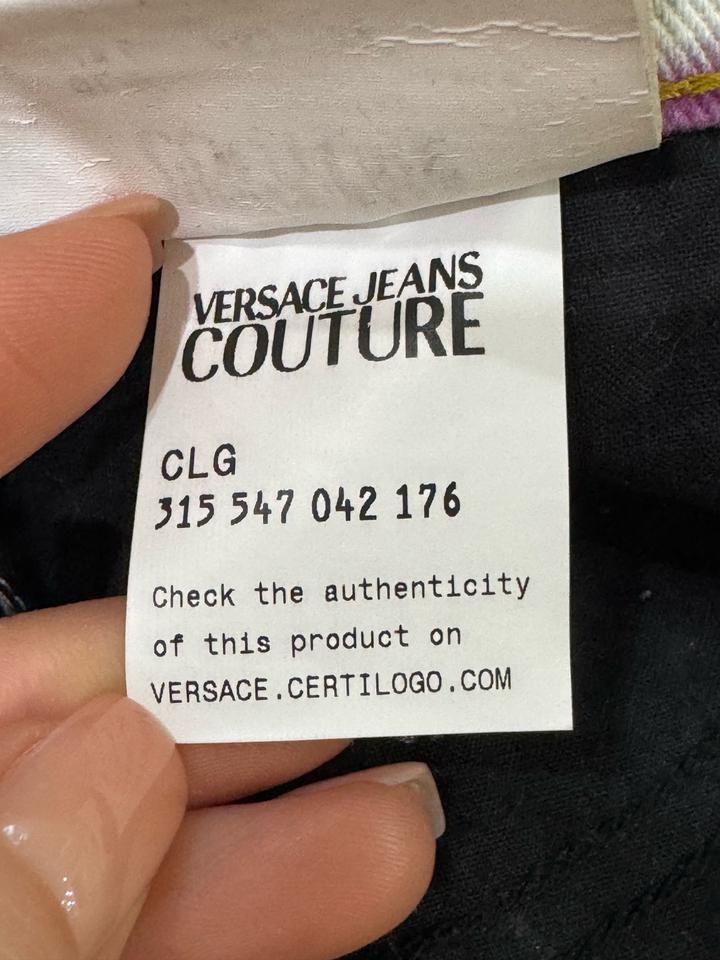 VERSACE JEANS
COUTURE
CLG
315 547 042 176
Check the authenticity
of this product on
VERSACE.CERTILOGO.COM